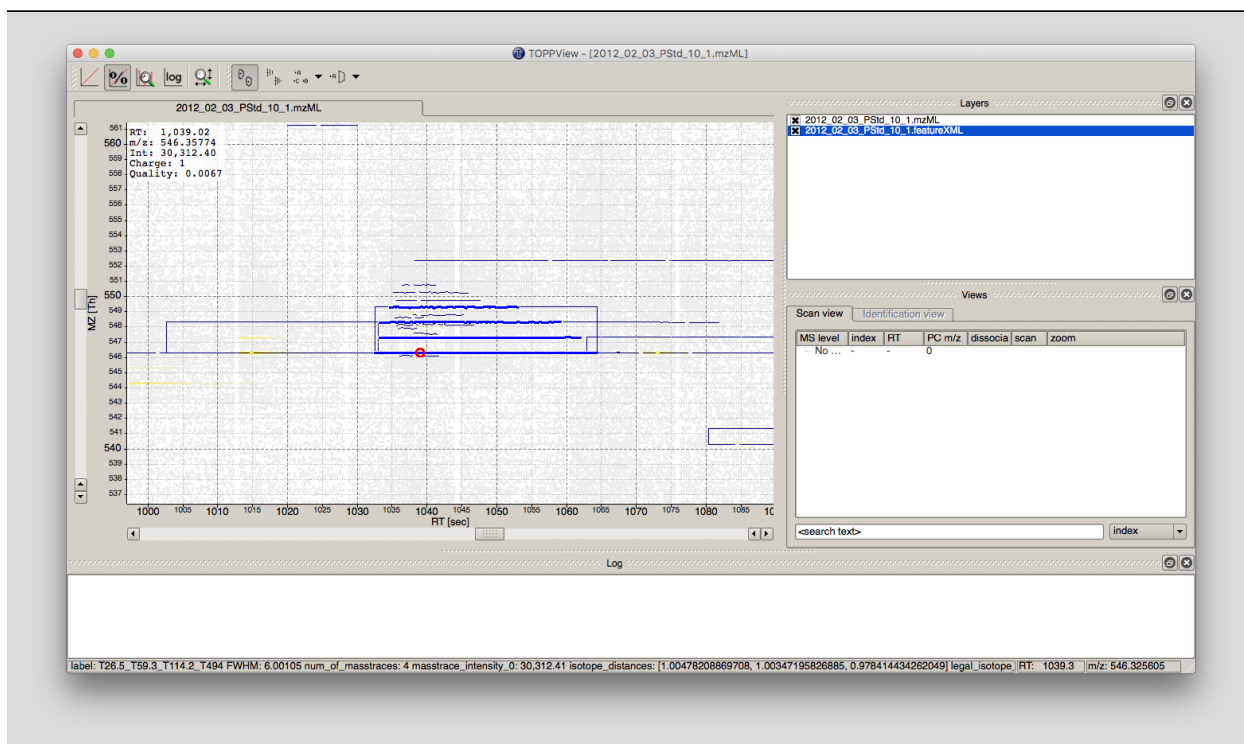 TOPPView - [2012_02_03_PStd_10_1.mzML]
log
2012_02_03_PStd_10_1.mzML
RT: 1,039.02
m/z: 546.35774
Int: 30,312.40
Charge: 1
Quality: 0.0067
561
560
559
558
557
556
555
554
553
552
551
550
549
548
547
546
545
544
543
542
541
540
539
538
537
MZ [Th]
1000 1005 1010 1015 1020 1025 1030 1035 1040 1045 1050 1055 1060 1065 1070 1075 1080 1085
RT [sec]
Layers
2012_02_03_PStd_10_1.mzML
2012_02_03_PStd_10_1.featureXML
Views
Scan view Identification view
MS level index RT PC m/z dissocia scan zoom
No ... - - 0
<search text> index
Log
label: T26.5_T59.3_T114.2_T494 FWHM: 6.00105 num_of_masstraces: 4 masstrace_intensity_0: 30,312.41 isotope_distances: [1.00478208869708, 1.00347195826885, 0.978414434262049] legal_isotope_ RT: 1039.3 m/z: 546.325605